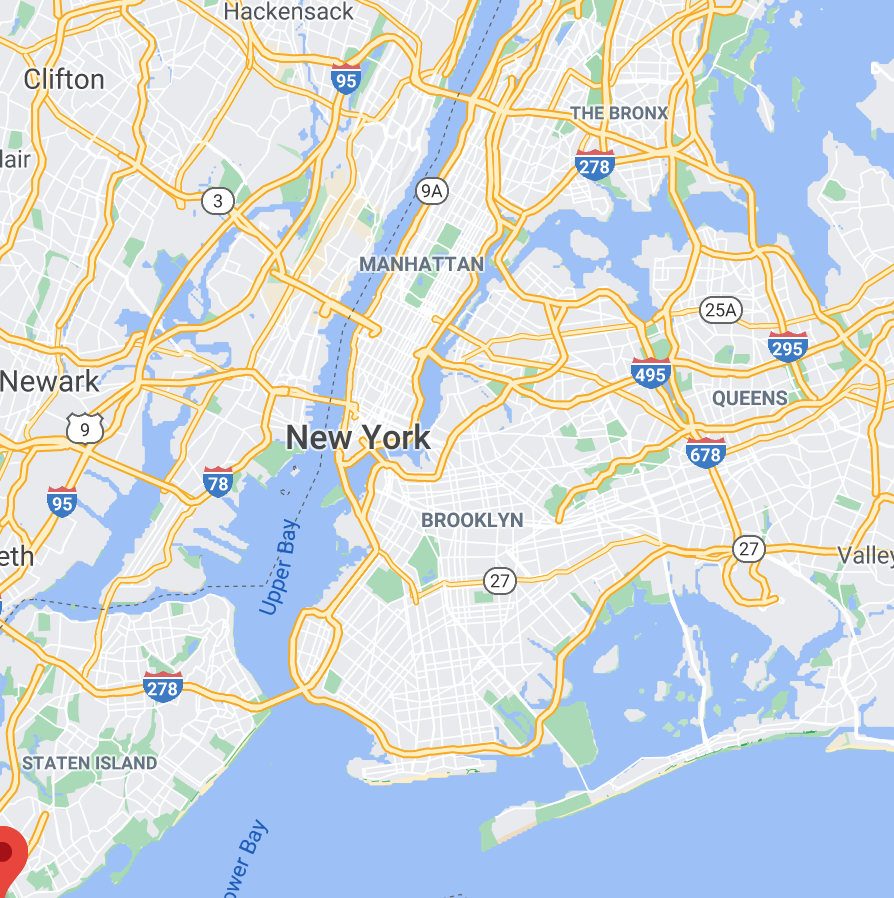 Hackensack
95
Clifton
THE BRONX
lair
278
9A
3
MANHATTAN
25A
295
495
Newark
QUEENS
9
New York
678
78
95
BROOKLYN
27
eth
Valley
Upper Bay
27
278
STATEN ISLAND
ower Bay